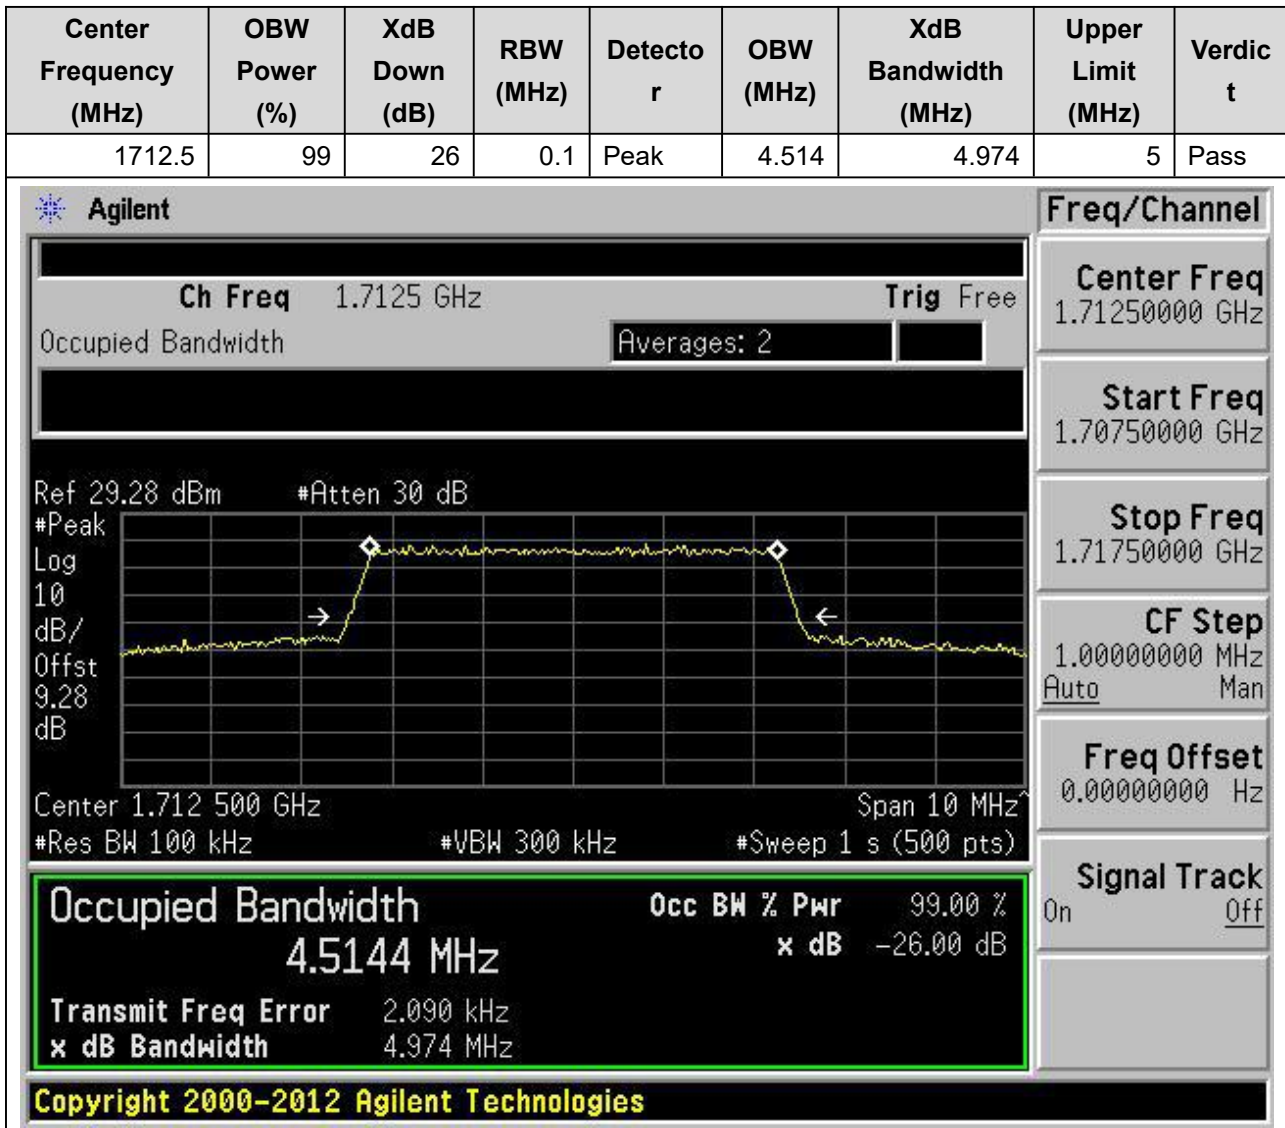 Center Frequency (MHz) OBW Power (%) XdB Down (dB) RBW (MHz) Detector OBW (MHz) XdB Bandwidth (MHz) Upper Limit (MHz) Verdict
1712.5 99 26 0.1 Peak 4.514 4.974 5 Pass
Agilent
Ch Freq 1.7125 GHz Trig Free
Occupied Bandwidth Averages: 2
Ref 29.28 dBm #Atten 30 dB
#Peak
Log
10
dB/
Offst
9.28
dB
Center 1.712 500 GHz Span 10 MHz^
#Res BW 100 kHz #VBW 300 kHz #Sweep 1 s (500 pts)
Occupied Bandwidth Occ BW % Pwr 99.00 %
4.5144 MHz x dB -26.00 dB
Transmit Freq Error 2.090 kHz
x dB Bandwidth 4.974 MHz
Copyright 2000-2012 Agilent Technologies
Freq/Channel
Center Freq
1.71250000 GHz
Start Freq
1.70750000 GHz
Stop Freq
1.71750000 GHz
CF Step
1.00000000 MHz
Auto Man
Freq Offset
0.00000000 Hz
Signal Track
On Off